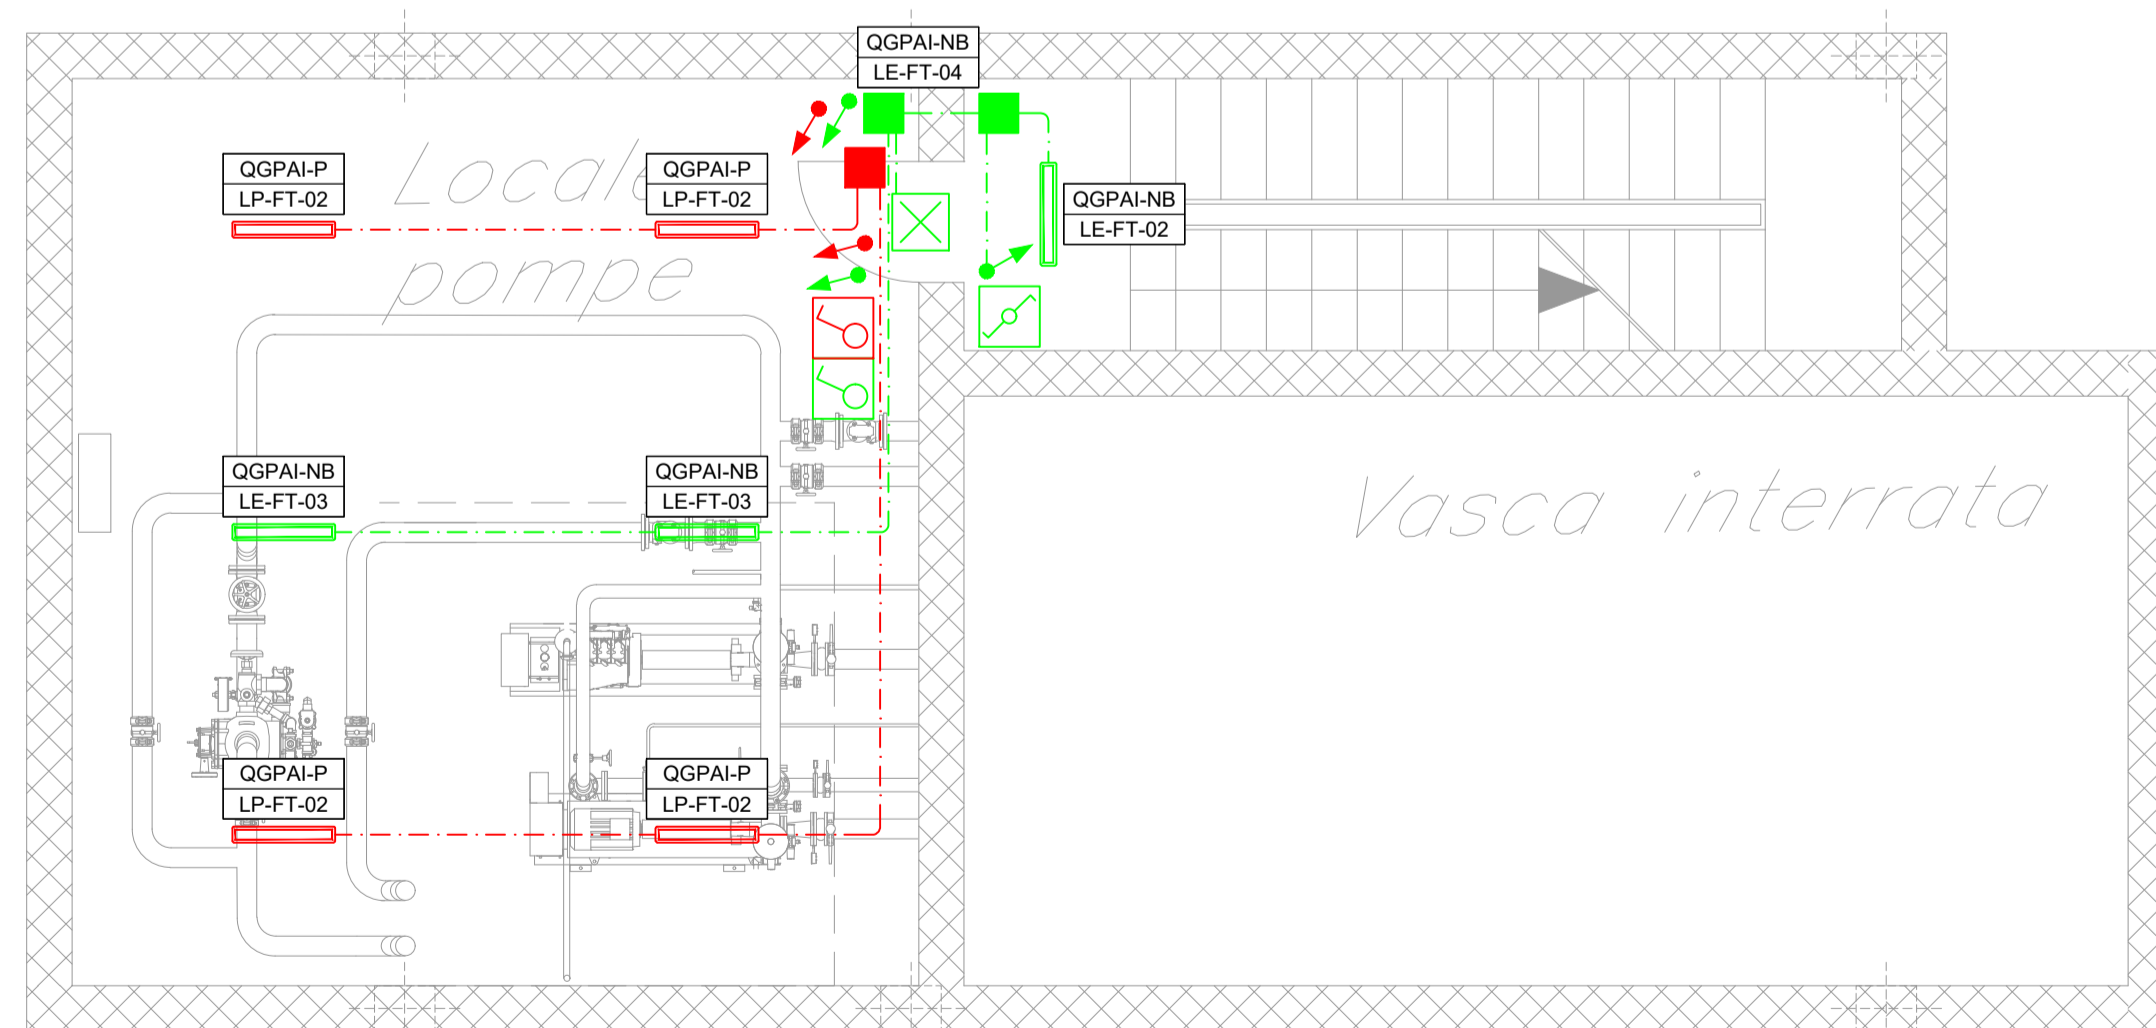 QGPAI-NB
LE-FT-04
QGPAI-P
LP-FT-02
Locale
QGPAI-P
LP-FT-02
QGPAI-NB
LE-FT-02
pompe
QGPAI-NB
LE-FT-03
QGPAI-NB
LE-FT-03
Vasca interrata
QGPAI-P
LP-FT-02
QGPAI-P
LP-FT-02